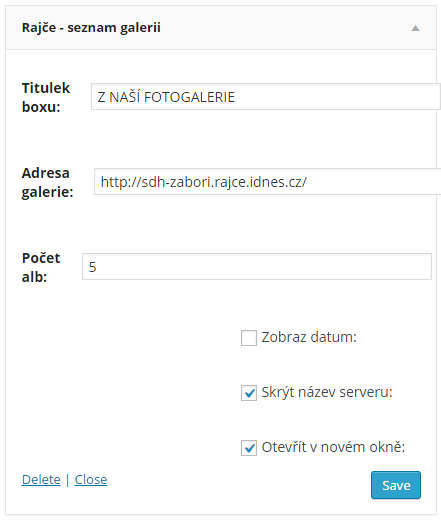 Rajče - seznam galerii
Titulek
boxu:
Z NAŠÍ FOTOGALERIE
Adresa
galerie:
http://sdh-zabori.rajce.idnes.cz/
Počet
alb:
5
Zobraz datum:
Skrýt název serveru:
Otevřít v novém okně:
Delete | Close
Save